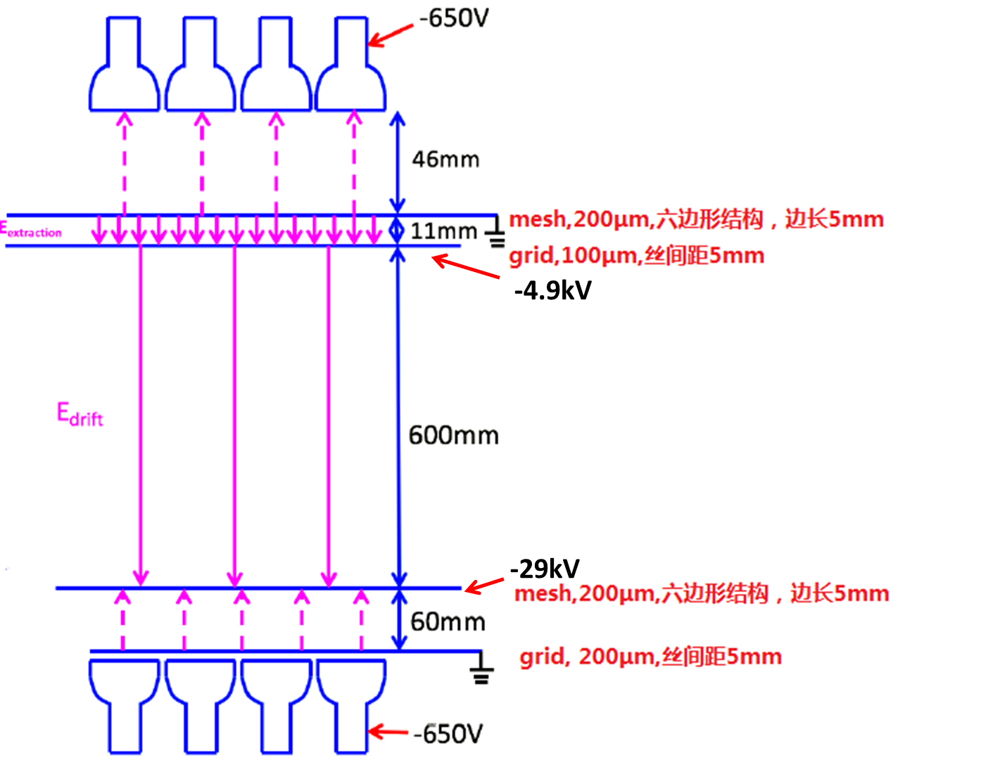 -650V
46mm
mesh,200μm,六边形结构，边长5mm
Eextraction
11mm
grid,100μm,丝间距5mm
-4.9kV
Edrift
600mm
-29kV
mesh,200μm,六边形结构，边长5mm
60mm
grid, 200μm,丝间距5mm
-650V